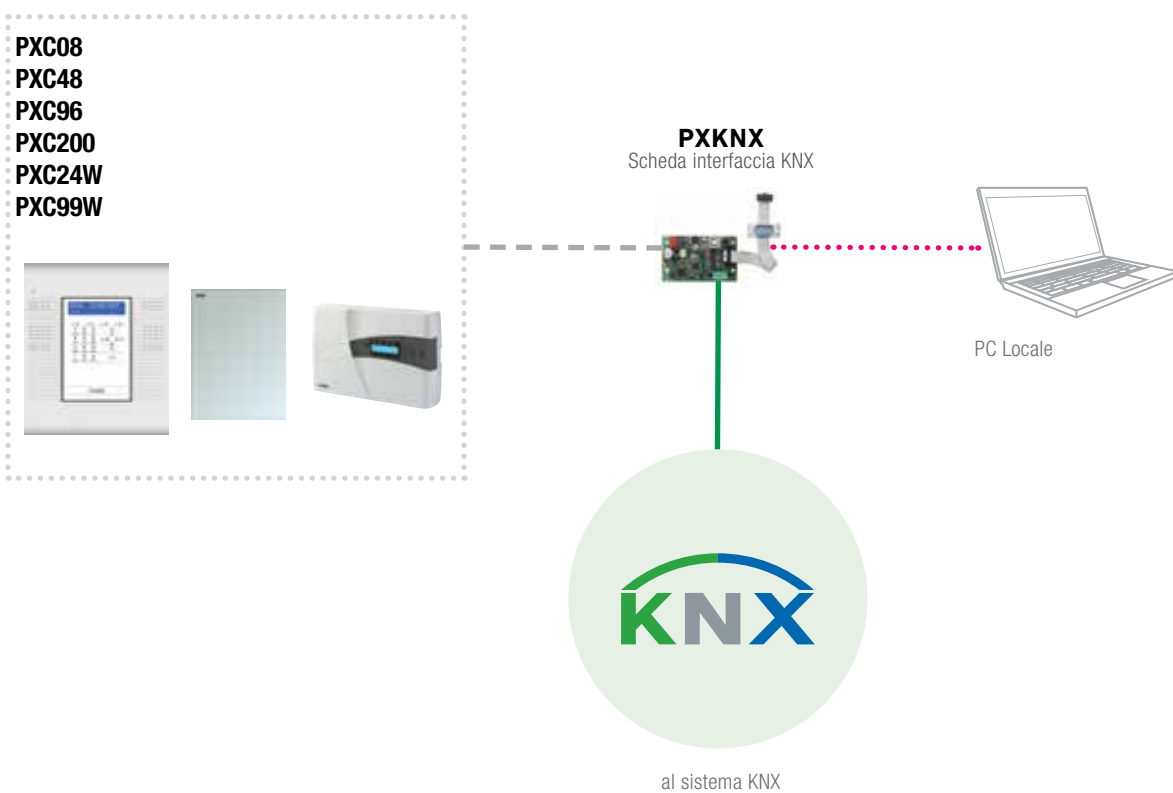 PXC08
PXC48
PXC96
PXC200
PXC24W
PXC99W
PXKNX
Scheda interfaccia KNX
PC Locale
KNX
al sistema KNX